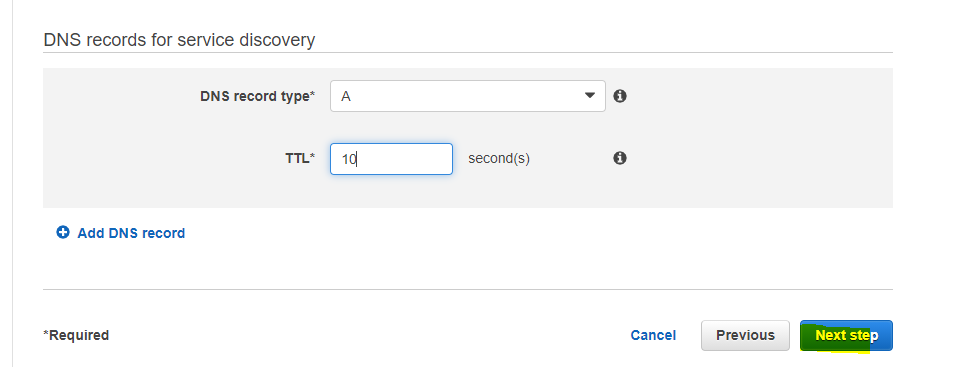 DNS records for service discovery
DNS record type* A
TTL* 10 second(s)
Add DNS record
*Required Cancel Previous Next step